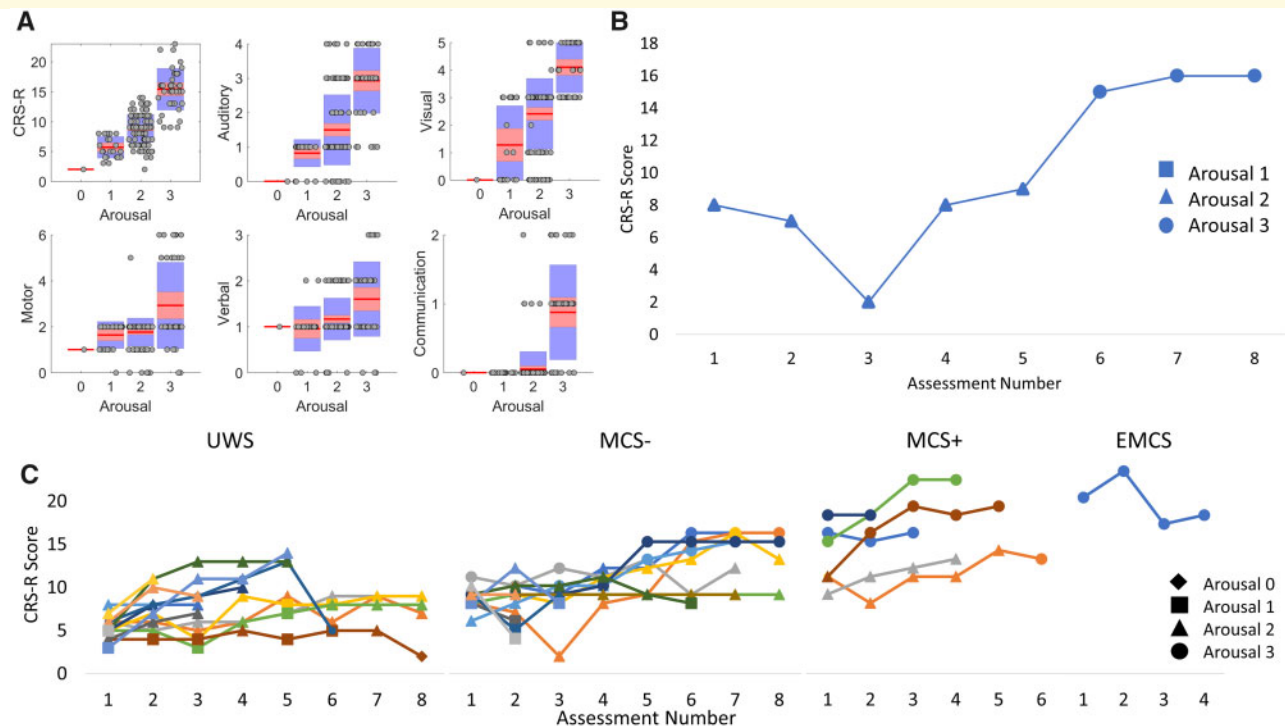 A
CRS-R
20
15
10
5
0
0 1 2 3
Arousal
Auditory
4
3
2
1
0
0 1 2 3
Arousal
Visual
5
4
3
2
1
0
0 1 2 3
Arousal
Motor
6
4
2
0
0 1 2 3
Arousal
Verbal
3
2
1
0
0 1 2 3
Arousal
Communication
2
1
0
0 1 2 3
Arousal
B
CRS-R Score
18
16
14
12
10
8
6
4
2
0
1 2 3 4 5 6 7 8
Assessment Number
Arousal 1
Arousal 2
Arousal 3
C
UWS MCS- MCS+ EMCS
CRS-R Score
20
15
10
5
0
1 2 3 4 5 6 7 8 1 2 3 4 5 6 7 8 1 2 3 4 5 6 1 2 3 4
Assessment Number
Arousal 0
Arousal 1
Arousal 2
Arousal 3